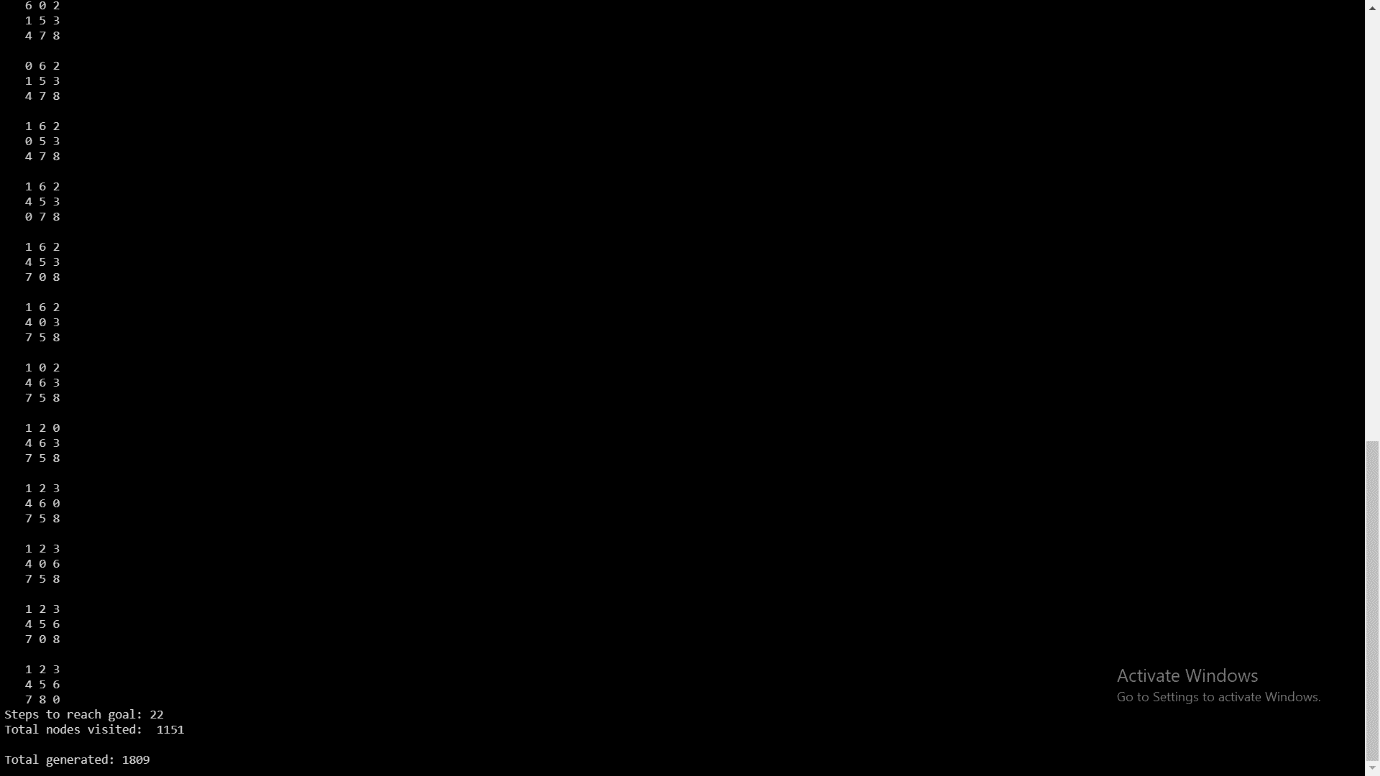 6 0 2
1 5 3
4 7 8
0 6 2
1 5 3
4 7 8
1 6 2
0 5 3
4 7 8
1 6 2
4 5 3
0 7 8
1 6 2
4 5 3
7 0 8
1 6 2
4 0 3
7 5 8
1 0 2
4 6 3
7 5 8
1 2 0
4 6 3
7 5 8
1 2 3
4 6 0
7 5 8
1 2 3
4 0 6
7 5 8
1 2 3
4 5 6
7 0 8
1 2 3
4 5 6
7 8 0
Steps to reach goal: 22
Total nodes visited:  1151
Total generated: 1809
Activate Windows
Go to Settings to activate Windows.